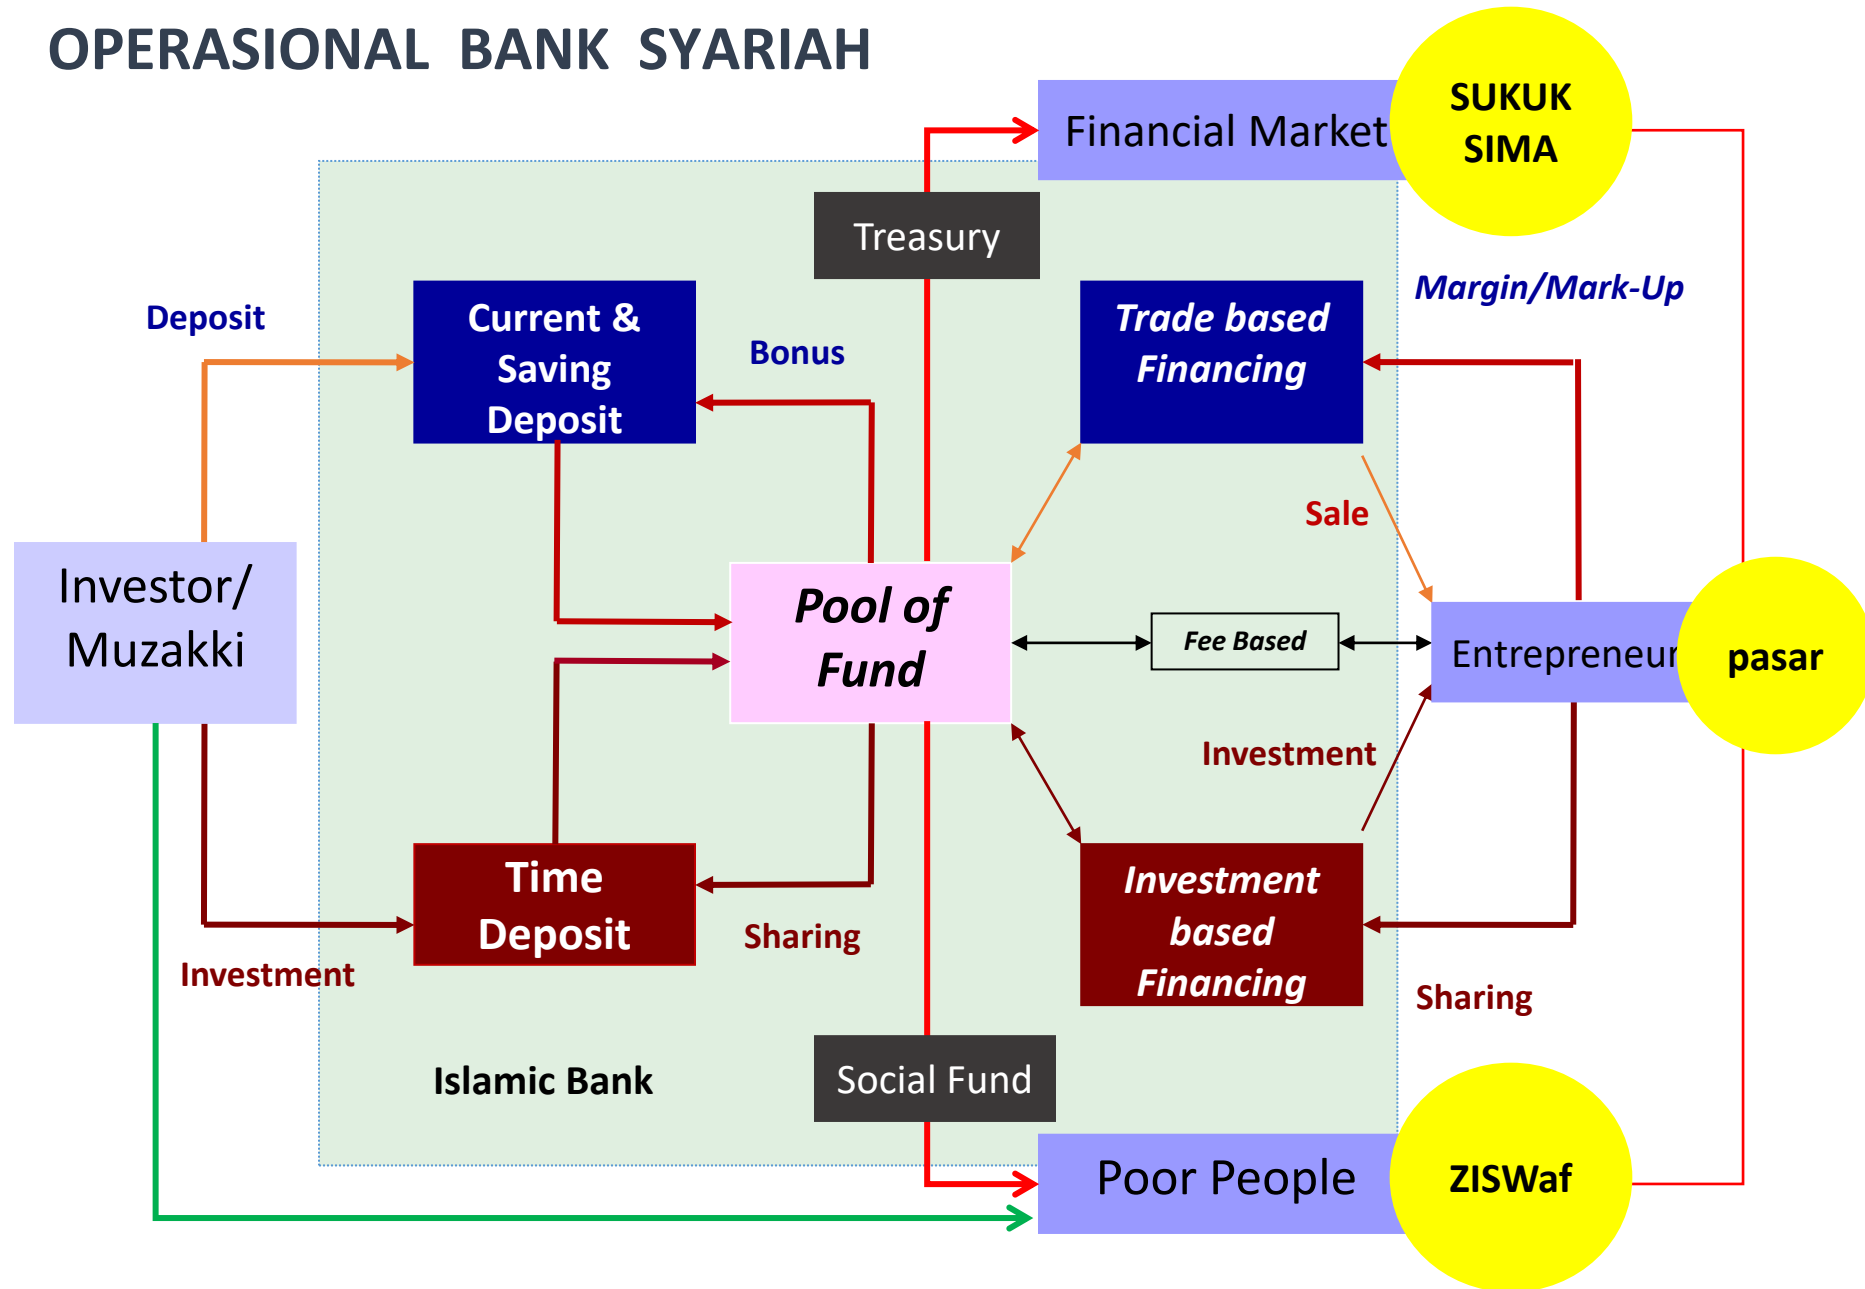 OPERASIONAL BANK SYARIAH
Financial Market
SUKUK
SIMA
Treasury
Deposit
Current &
Saving
Deposit
Bonus
Trade based
Financing
Margin/Mark-Up
Sale
Investor/
Muzakki
Pool of
Fund
Fee Based
Entrepreneur
pasar
Investment
Time
Deposit
Sharing
Investment
Investment
based
Financing
Sharing
Islamic Bank
Social Fund
Poor People
ZISWaf